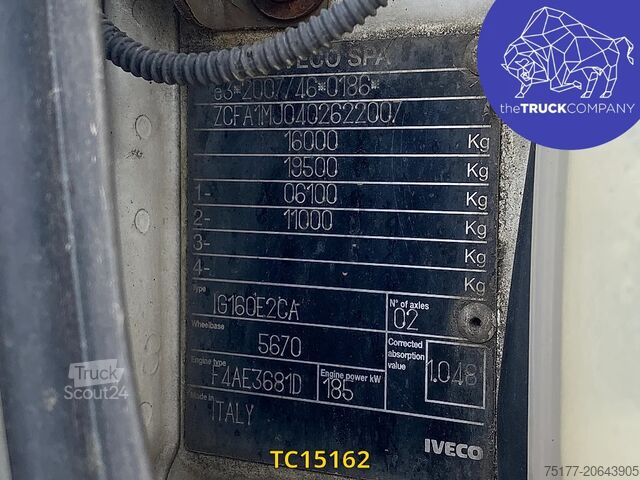 IVECO SPA
e3*2007/46*0186*
ZCFA1MJ0402622007
16000 Kg
19500 Kg
1- 06100 Kg
2- 11000 Kg
3- Kg
4- Kg
Type IG160E2CA N° of axles 02
Wheelbase 5670
Corrected absorption value 1.048
Engine type F4AE3681D Engine power kW 185
Made in ITALY
IVECO
theTRUCKCOMPANY
Truck Scout24
TC15162
75177-20643905